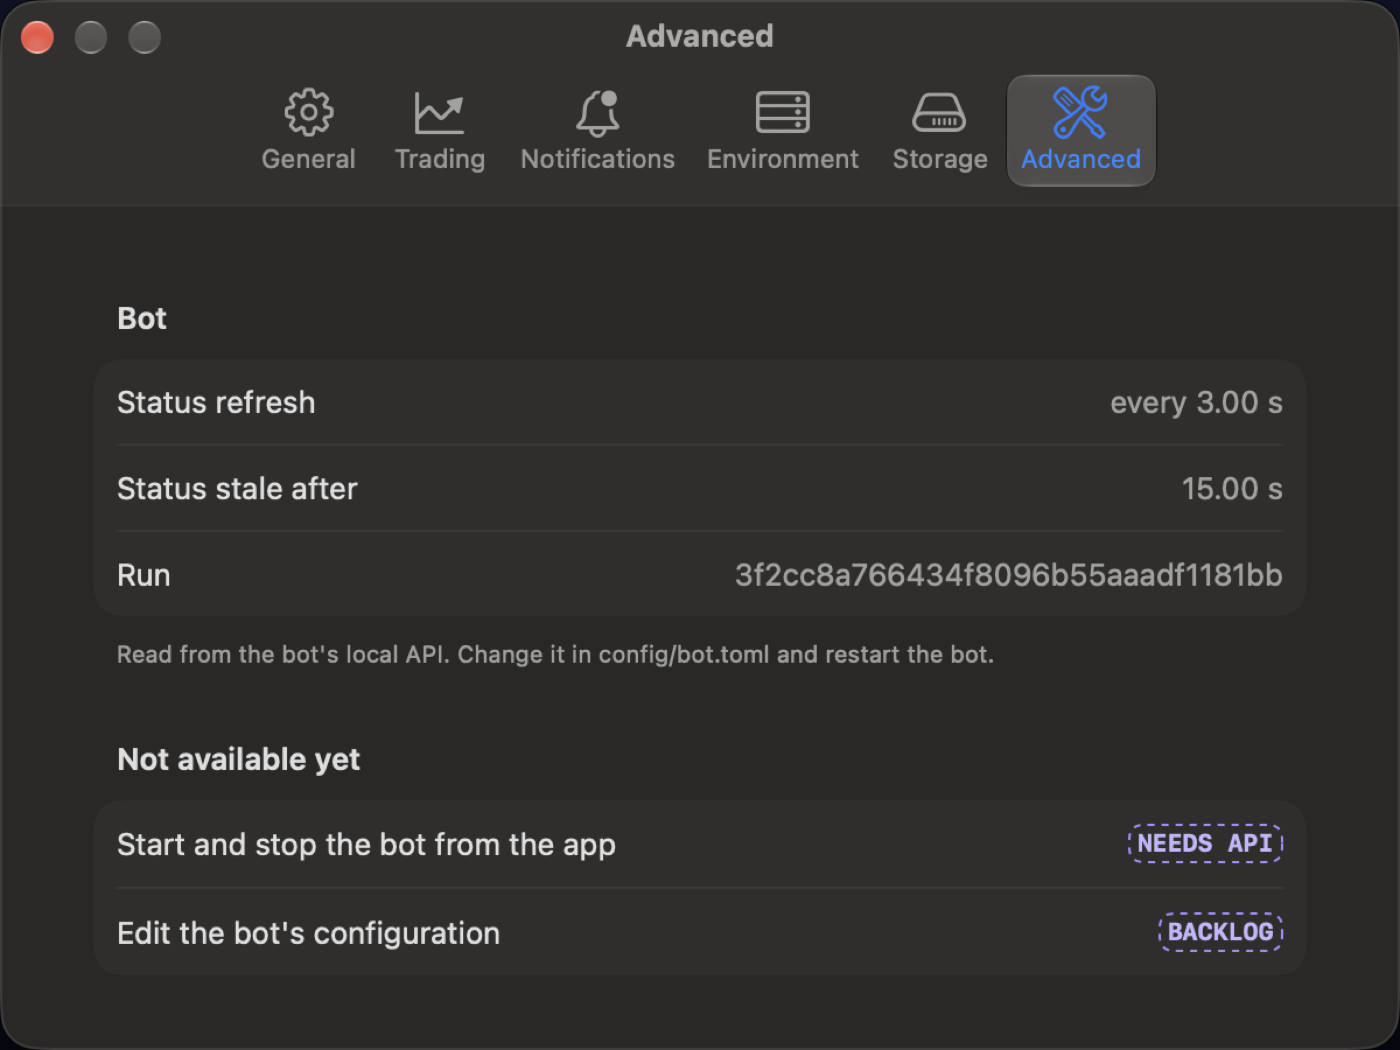 Advanced
General
Trading
Notifications
Environment
Storage
Advanced
Bot
Status refresh
every 3.00 s
Status stale after
15.00 s
Run
3f2cc8a766434f8096b55aaadf1181bb
Read from the bot's local API. Change it in config/bot.toml and restart the bot.
Not available yet
Start and stop the bot from the app
NEEDS API
Edit the bot's configuration
BACKLOG